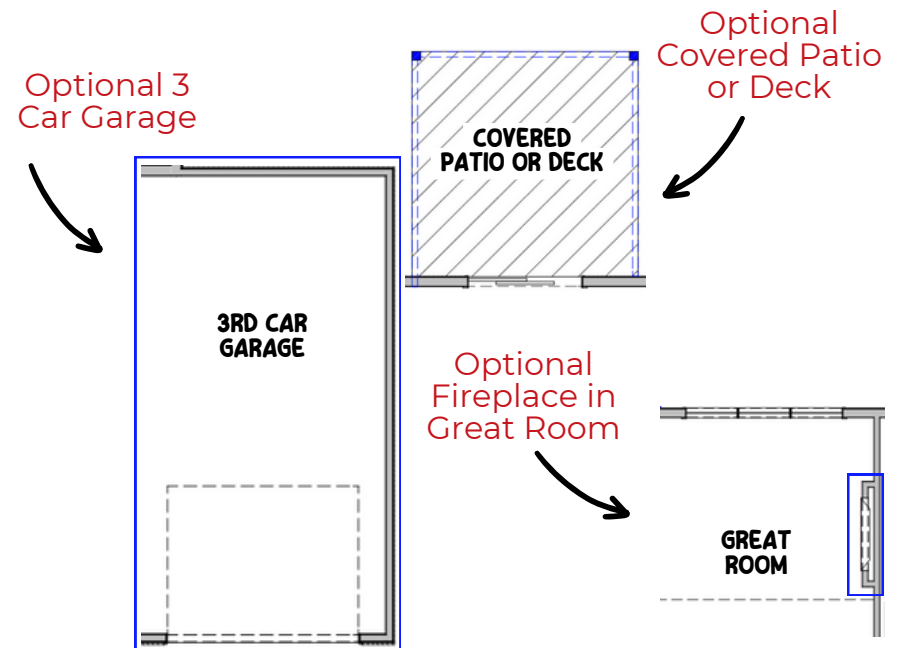 Optional 3
Car Garage
3RD CAR
GARAGE
COVERED
PATIO OR DECK
Optional
Covered Patio
or Deck
Optional
Fireplace in
Great Room
GREAT
ROOM